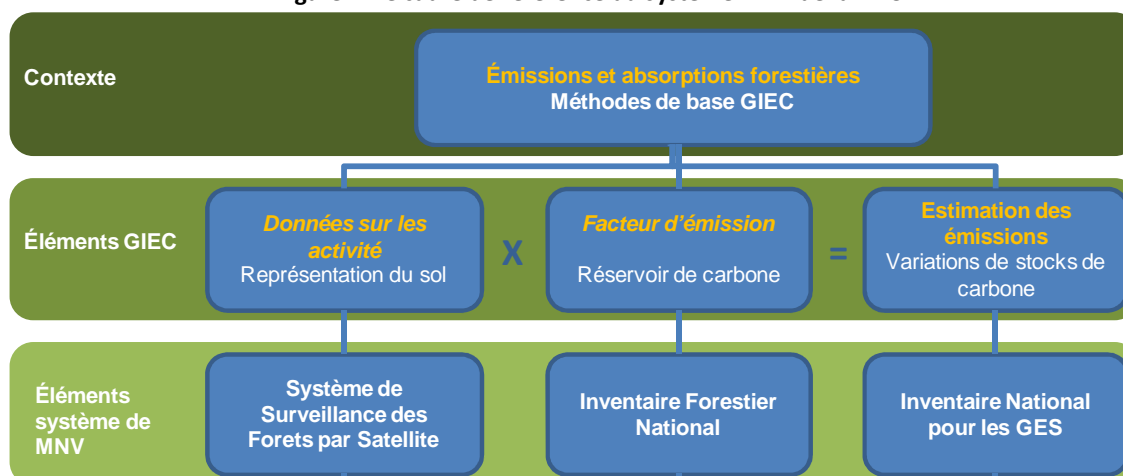 Contexte
Émissions et absorptions forestières
Méthodes de base GIEC
Éléments GIEC
Données sur les
activité
Représentation du sol
X
Facteur d'émission
Réservoir de carbone
=
Estimation des
émissions
Variations de stocks de
carbone
Éléments
système de
MNV
Système de
Surveillance des
Forets par Satellite
Inventaire Forestier
National
Inventaire National
pour les GES